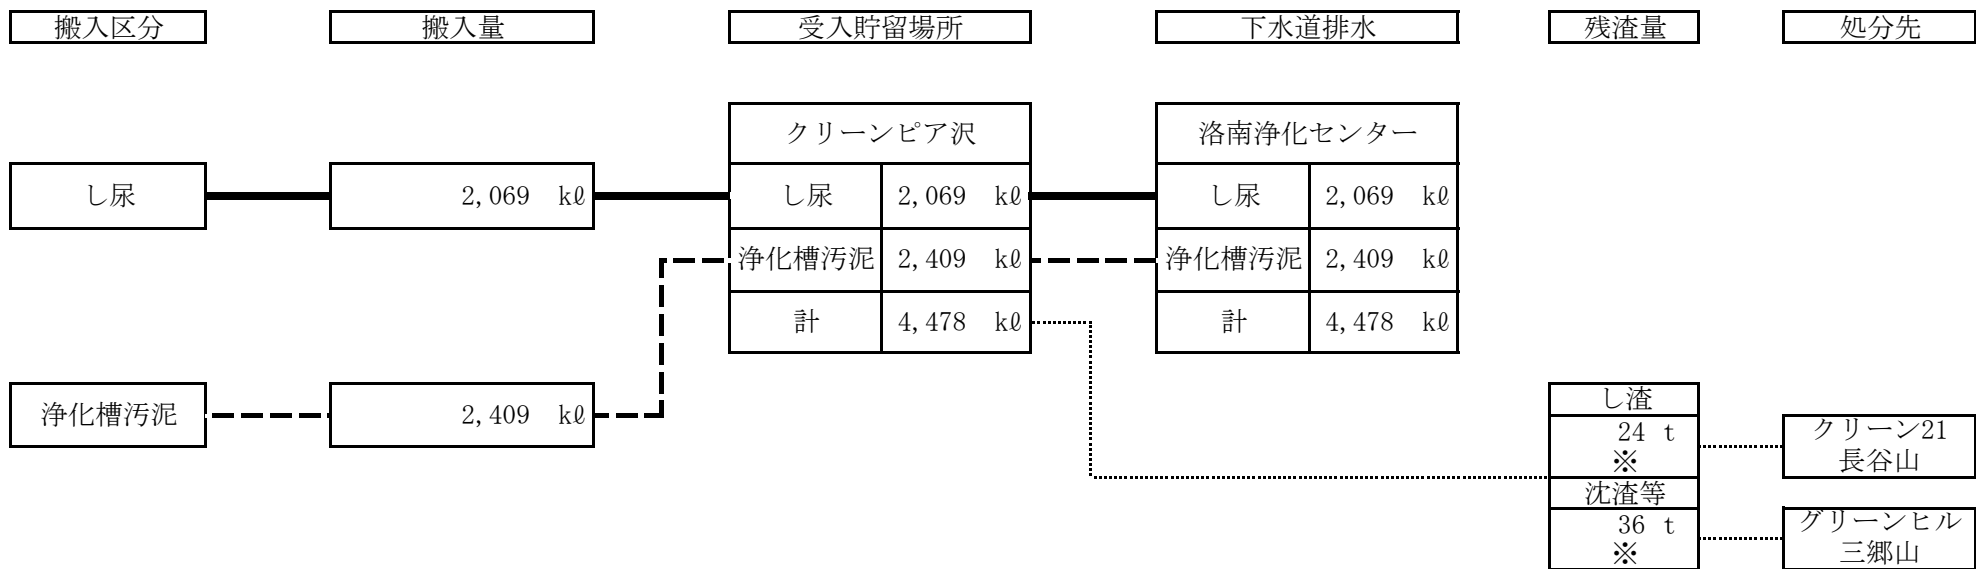 搬入区分 搬入量 受入貯留場所 下水道排水 残渣量 処分先
クリーンピア沢 洛南浄化センター
し尿 2,069 kℓ し尿 2,069 kℓ し尿 2,069 kℓ
浄化槽汚泥 2,409 kℓ 浄化槽汚泥 2,409 kℓ
計 4,478 kℓ 計 4,478 kℓ
浄化槽汚泥 2,409 kℓ
し渣
24 t
※
クリーン21
長谷山
沈渣等
36 t
※
グリーンヒル
三郷山